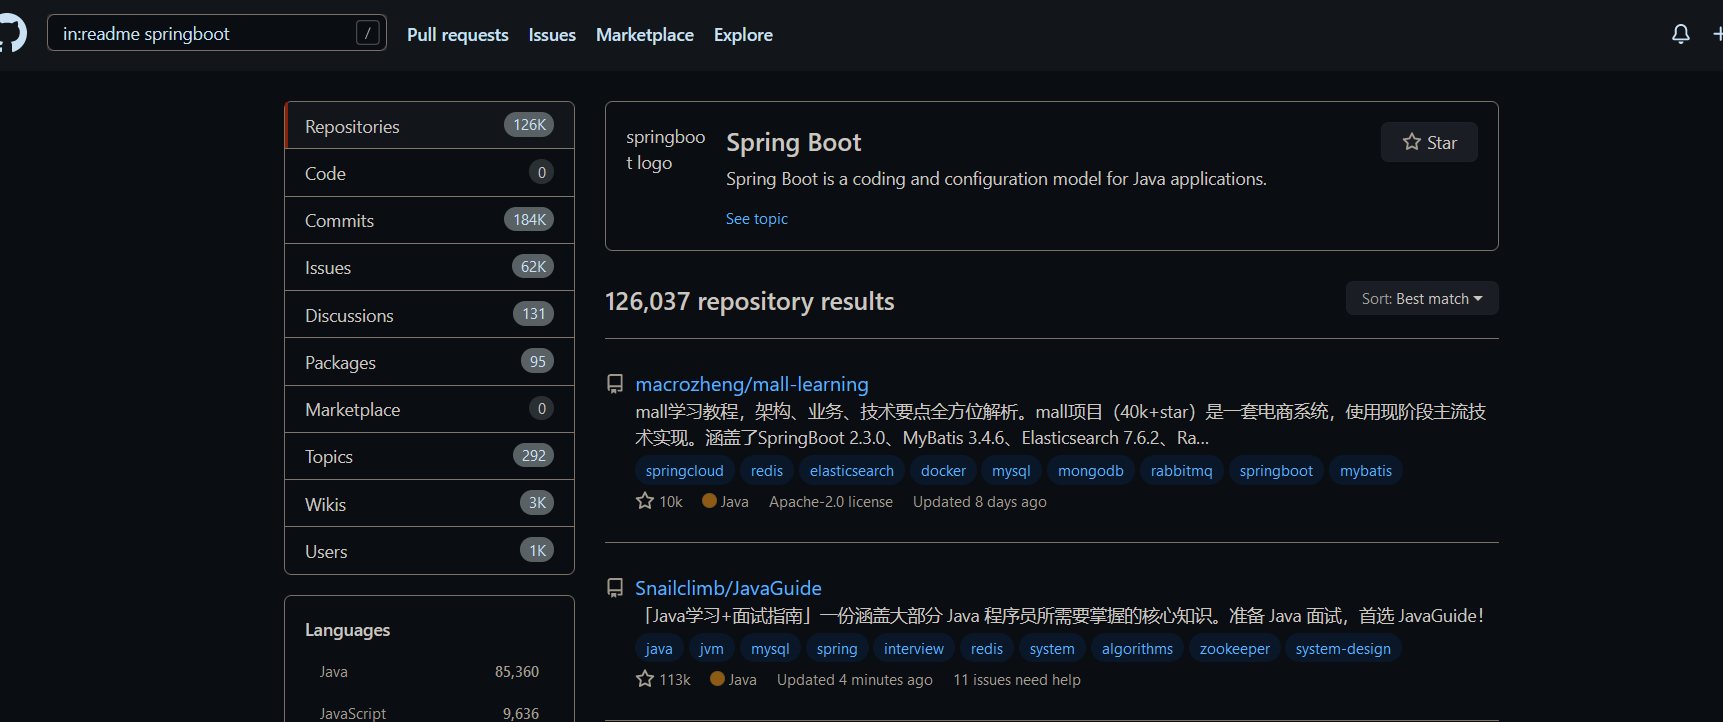 in:readme springboot
/
Pull requests Issues Marketplace Explore
Repositories 126K
Code 0
Commits 184K
Issues 62K
Discussions 131
Packages 95
Marketplace 0
Topics 292
Wikis 3K
Users 1K
Languages
Java 85,360
JavaScript 9,636
springboo
t logo
Spring Boot
Star
Spring Boot is a coding and configuration model for Java applications.
See topic
126,037 repository results
Sort: Best match
macrozheng/mall-learning
mall学习教程，架构、业务、技术要点全方位解析。mall项目（40k+star）是一套电商系统，使用现阶段主流技
术实现。涵盖了SpringBoot 2.3.0、MyBatis 3.4.6、Elasticsearch 7.6.2、Ra...
springcloud redis elasticsearch docker mysql mongodb rabbitmq springboot mybatis
10k Java Apache-2.0 license Updated 8 days ago
Snailclimb/JavaGuide
「Java学习+面试指南」一份涵盖大部分 Java 程序员所需要掌握的核心知识。准备 Java 面试，首选 JavaGuide！
java jvm mysql spring interview redis system algorithms zookeeper system-design
113k Java Updated 4 minutes ago 11 issues need help